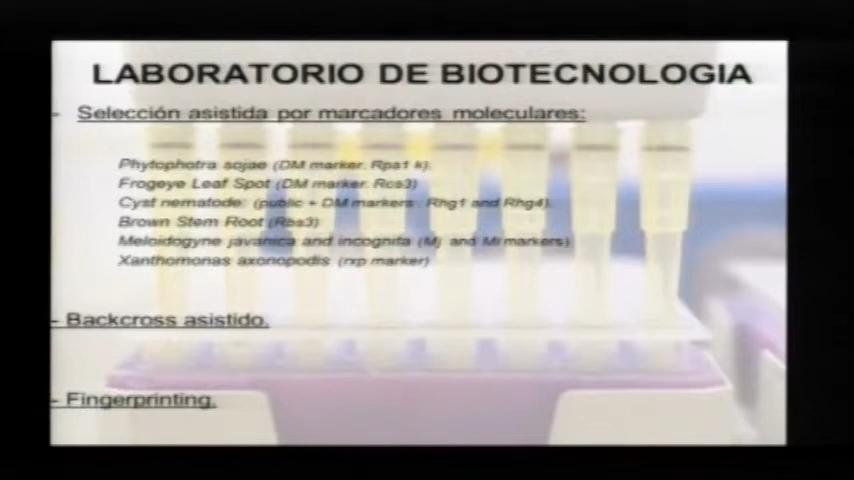 LABORATORIO DE BIOTECNOLOGIA
- Selección asistida por marcadores moleculares:
Phytophotra sojae (DM marker. Rps1 k).
Frogeye Leaf Spot (DM marker. Rcs3)
Cyst nematode: (public + DM markers. Rhg1 and Rhg4).
Brown Stem Root (Rbs3)
Meloidogyne javanica and incognita (Mj and Mi markers)
Xanthomonas axonopodis (rxp marker)
- Backcross asistido.
- Fingerprinting.